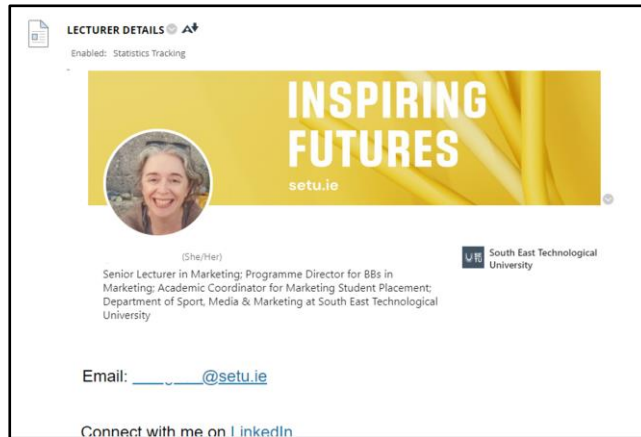 LECTURER DETAILS
Enabled: Statistics Tracking
INSPIRING
FUTURES
setu.ie
(She/Her)
South East Technological
University
Senior Lecturer in Marketing; Programme Director for BBs in
Marketing; Academic Coordinator for Marketing Student Placement;
Department of Sport, Media & Marketing at South East Technological
University
Email: @setu.ie
Connect with me on LinkedIn